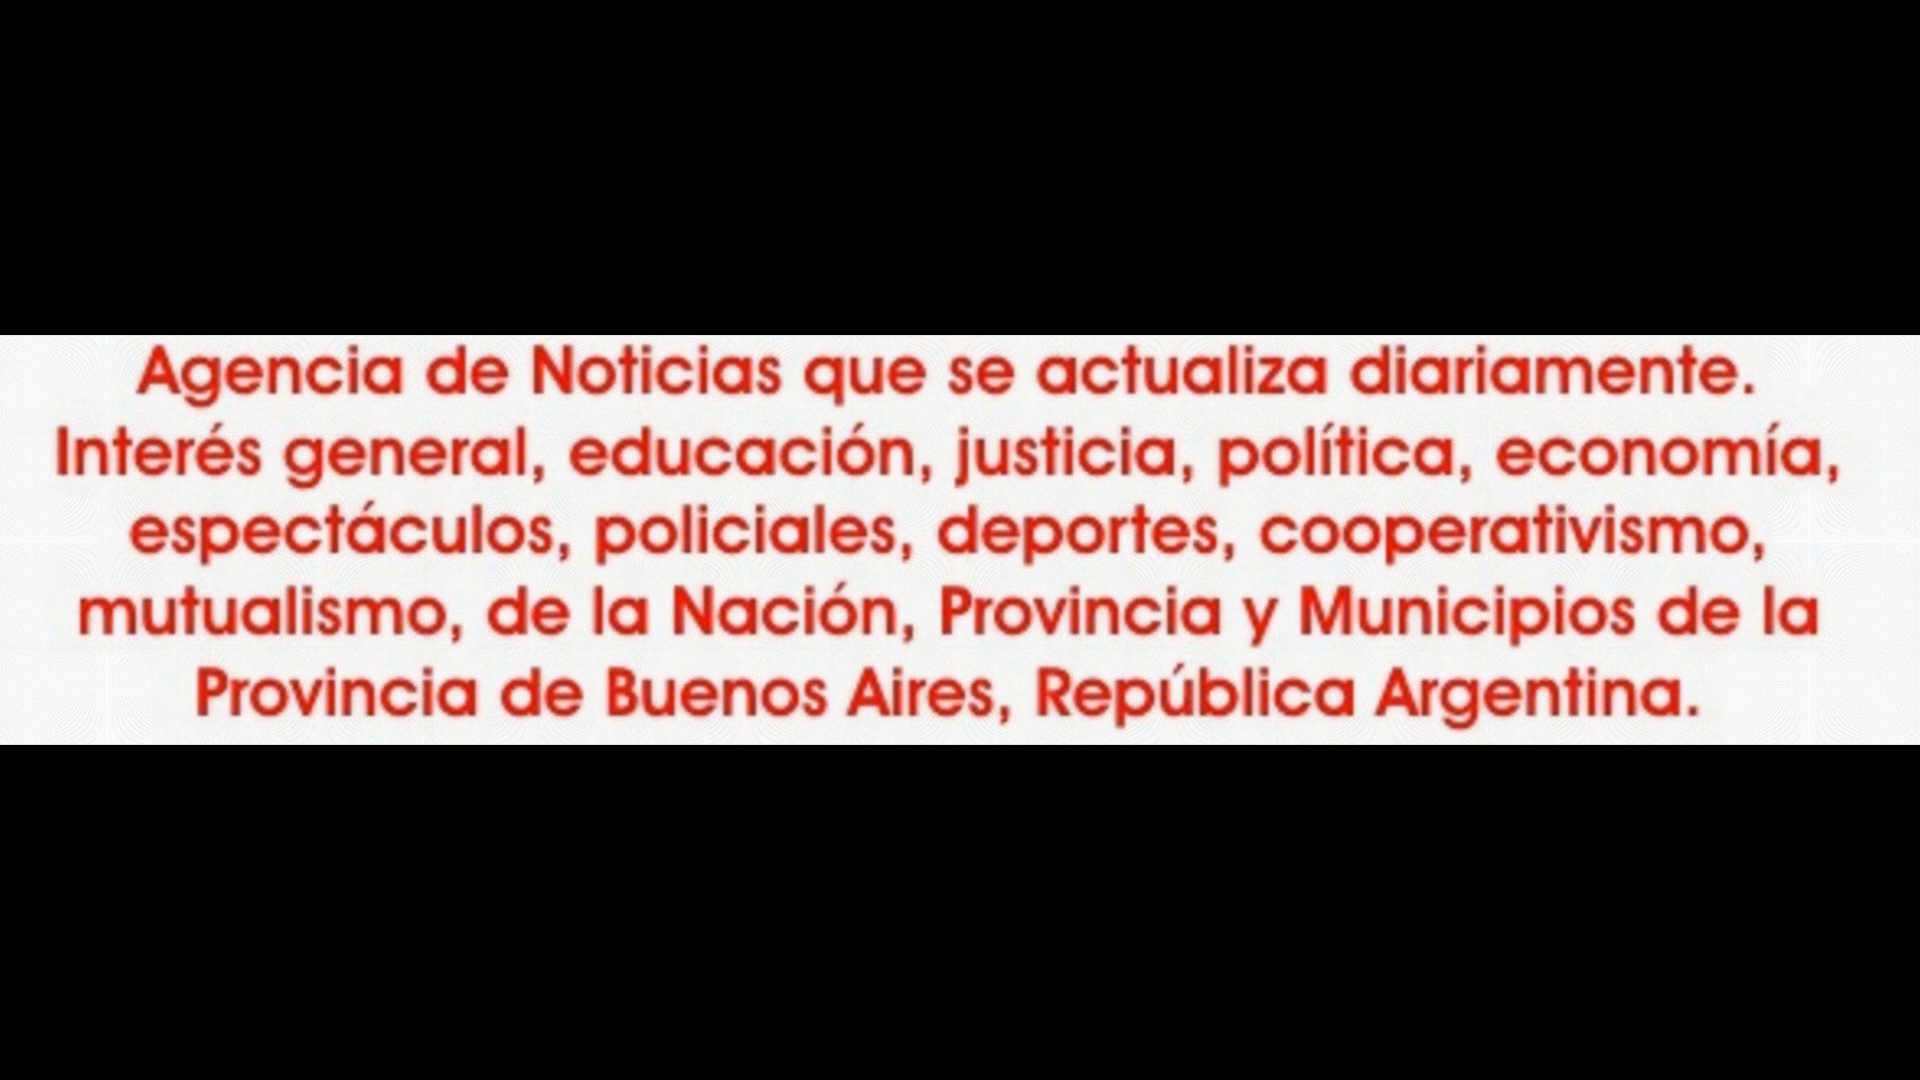 Agencia de Noticias que se actualiza diariamente.
Interés general, educación, justicia, política, economía,
espectáculos, policiales, deportes, cooperativismo,
mutualismo, de la Nación, Provincia y Municipios de la
Provincia de Buenos Aires, República Argentina.